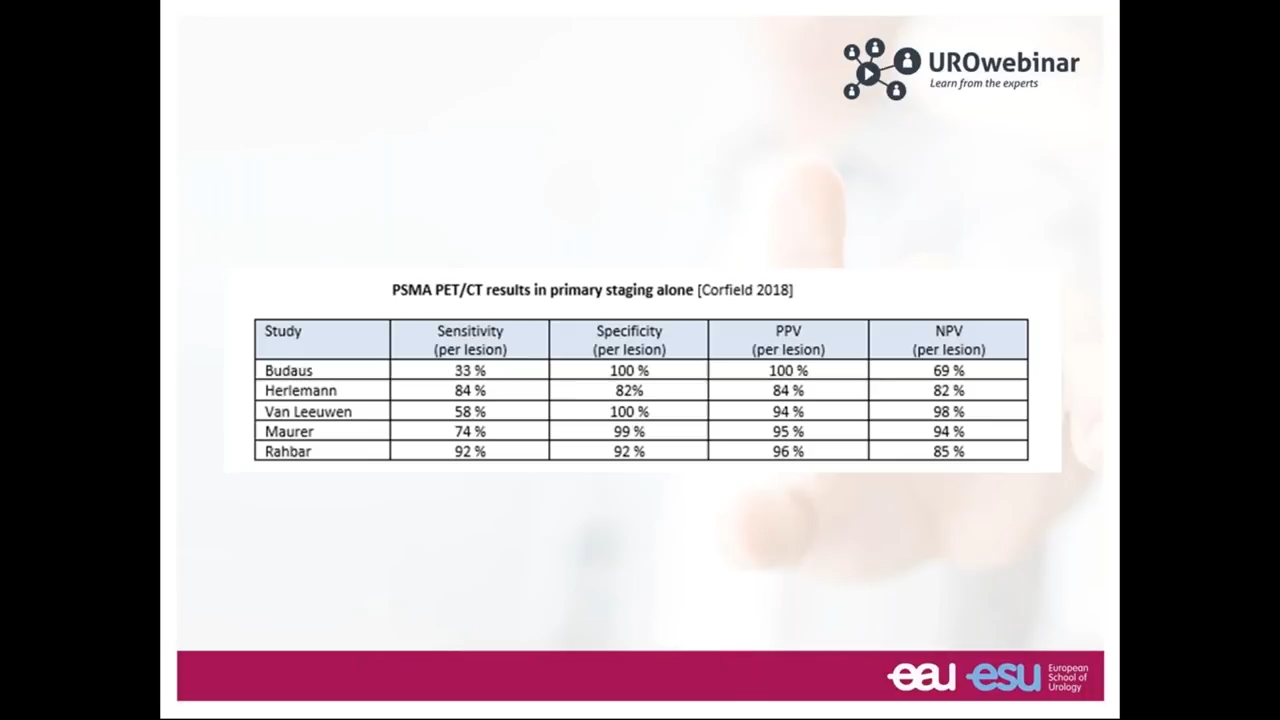 UROwebinar
Learn from the experts
PSMA PET/CT results in primary staging alone [Corfield 2018]
Study Sensitivity (per lesion) Specificity (per lesion) PPV (per lesion) NPV (per lesion)
Budaus 33 % 100 % 100 % 69 %
Herlemann 84 % 82% 84 % 82 %
Van Leeuwen 58 % 100 % 94 % 98 %
Maurer 74 % 99 % 95 % 94 %
Rahbar 92 % 92 % 96 % 85 %
eau esu European School of Urology